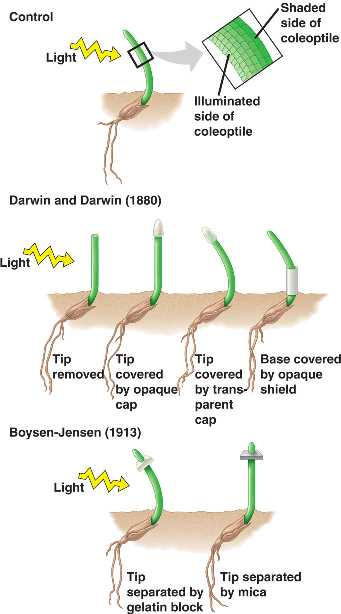 Control
Shaded
side of
coleoptile
Light
Illuminated
side of
coleoptile
Darwin and Darwin (1880)
Light
Tip
removed
Tip
covered
by opaque
cap
Tip
covered
by trans-
parent
cap
Base covered
by opaque
shield
Boysen-Jensen (1913)
Light
Tip
separated by
gelatin block
Tip separated
by mica